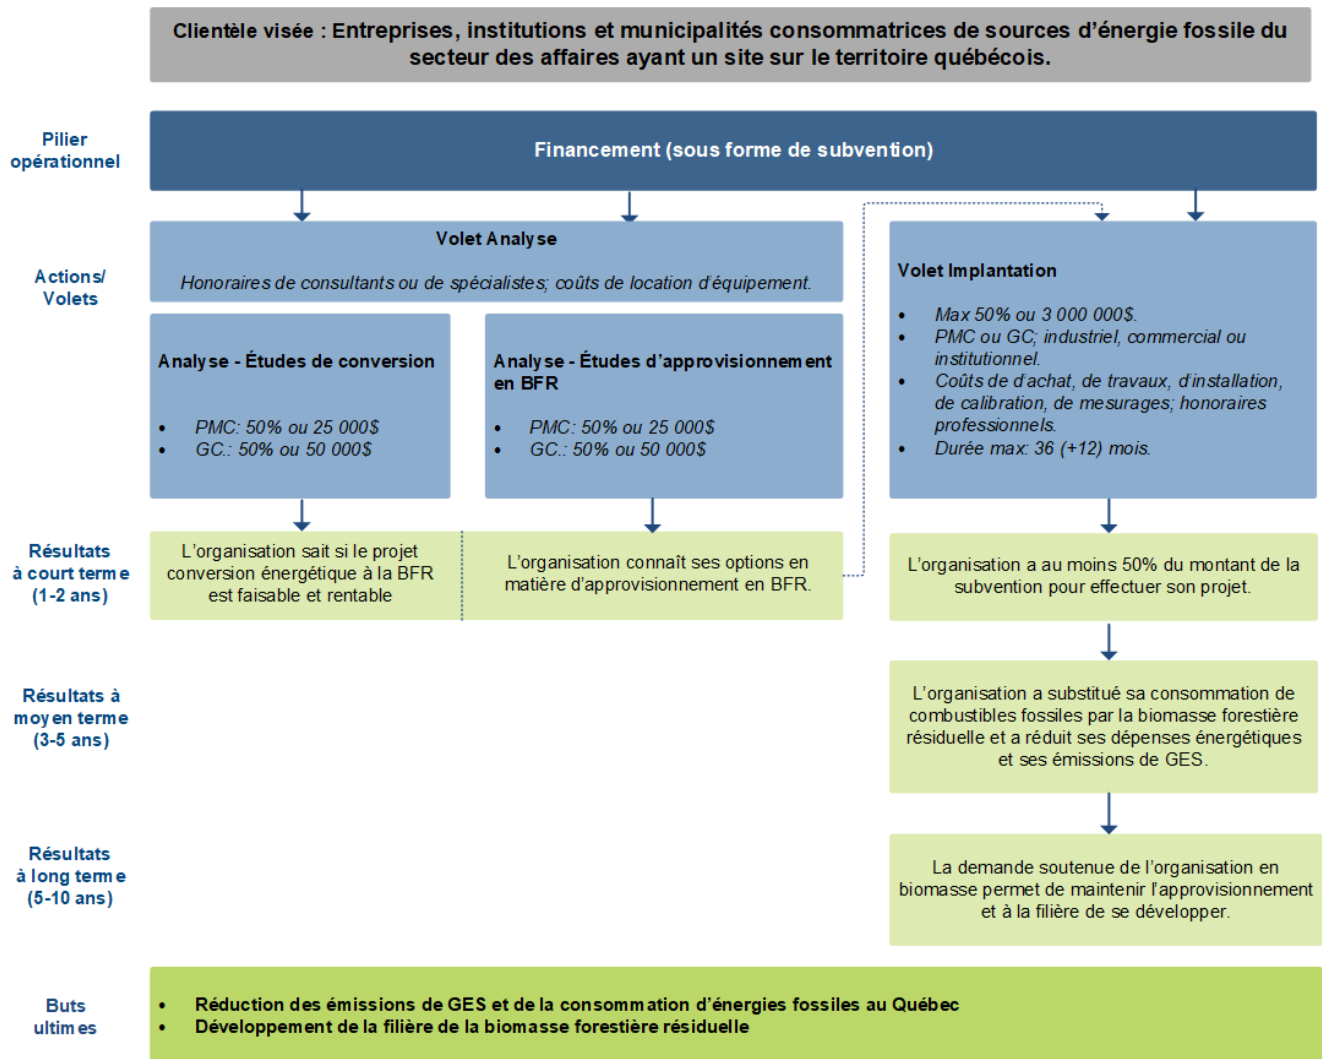 Clientèle visée : Entreprises, institutions et municipalités consommatrices de sources d'énergie fossile du
secteur des affaires ayant un site sur le territoire québécois.
Pilier
opérationnel
Financement (sous forme de subvention)
Actions/
Volets
Volet Analyse
Honoraires de consultants ou de spécialistes; coûts de location d'équipement.
Analyse - Études de conversion
• PMC: 50% ou 25 000$
• GC.: 50% ou 50 000$
Analyse - Études d'approvisionnement
en BFR
• PMC: 50% ou 25 000$
• GC.: 50% ou 50 000$
Volet Implantation
• Max 50% ou 3 000 000$.
• PMC ou GC; industriel, commercial ou
institutionnel.
• Coûts de d'achat, de travaux, d'installation,
de calibration, de mesurages; honoraires
professionnels.
• Durée max: 36 (+12) mois.
Résultats
à court terme
(1-2 ans)
L'organisation sait si le projet
conversion énergétique à la BFR
est faisable et rentable
L'organisation connaît ses options en
matière d'approvisionnement en BFR.
L'organisation a au moins 50% du montant de la
subvention pour effectuer son projet.
Résultats à
moyen terme
(3-5 ans)
L'organisation a substitué sa consommation de
combustibles fossiles par la biomasse forestière
résiduelle et a réduit ses dépenses énergétiques
et ses émissions de GES.
Résultats
à long terme
(5-10 ans)
La demande soutenue de l'organisation en
biomasse permet de maintenir l'approvisionnement
et à la filière de se développer.
Buts
ultimes
• Réduction des émissions de GES et de la consommation d'énergies fossiles au Québec
• Développement de la filière de la biomasse forestière résiduelle